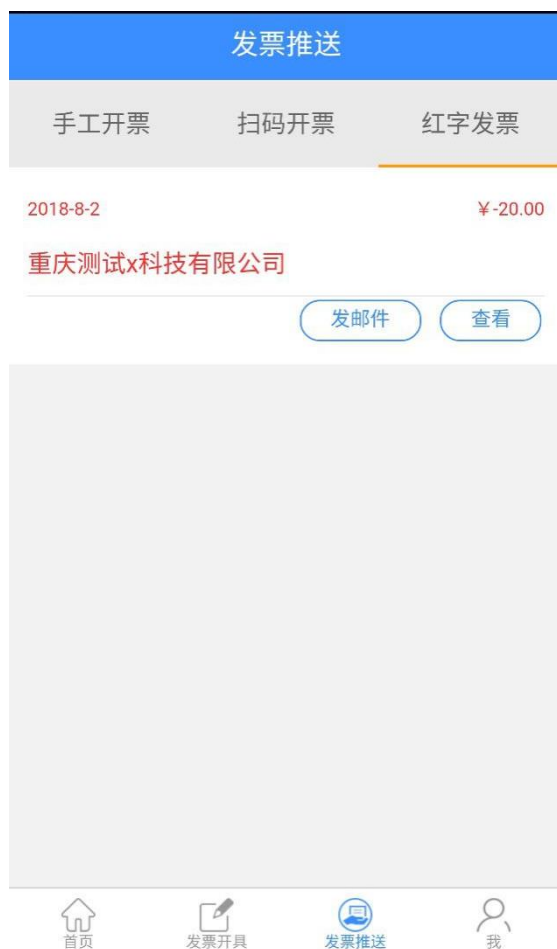 发票推送
手工开票 扫码开票 红字发票
2018-8-2 ￥-20.00
重庆测试x科技有限公司
发邮件 查看
首页 发票开具 发票推送 我